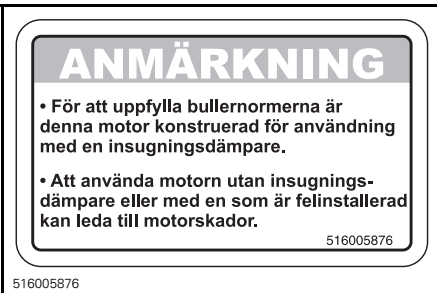 ANMÄRKNING
• För att uppfylla bullernormerna är
denna motor konstruerad för användning
med en insugningsdämpare.
• Att använda motorn utan insugnings-
dämpare eller med en som är felinstallerad
kan leda till motorskador.
516005876
516005876